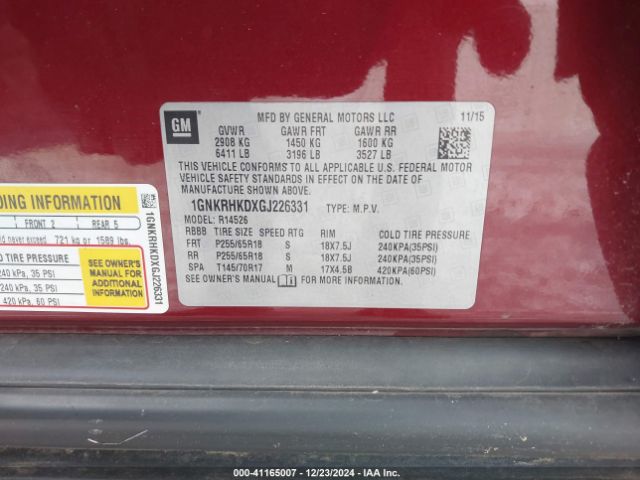 GM
MFD BY GENERAL MOTORS LLC 11/15
GVWR GAWR FRT GAWR RR
2908 KG 1450 KG 1600 KG
6411 LB 3196 LB 3527 LB
THIS VEHICLE CONFORMS TO ALL APPLICABLE U.S. FEDERAL MOTOR
VEHICLE SAFETY STANDARDS IN EFFECT ON THE DATE OF
MANUFACTURE SHOWN ABOVE.
1GNKRHKDXGJ226331 TYPE: M.P.V.
MODEL: R14526
RBBB TIRE SIZE SPEED RTG RIM COLD TIRE PRESSURE
FRT P255/65R18 S 18X7.5J 240KPA(35PSI)
RR P255/65R18 S 18X7.5J 240KPA(35PSI)
SPA T145/70R17 M 17X4.5B 420KPA(60PSI)
SEE OWNER'S MANUAL FOR MORE INFORMATION.
DING INFORMATION
FRONT 2 REAR 5
ld never exceed 721 kg or 1589 lbs.
D TIRE PRESSURE
240 kPa, 35 PSI
240 kPa, 35 PSI
420 kPa, 60 PSI
SEE OWNER'S
MANUAL FOR
ADDITIONAL
INFORMATION
1GNKRHKDXGJ226331
000-41165007 - 12/23/2024 - IAA Inc.